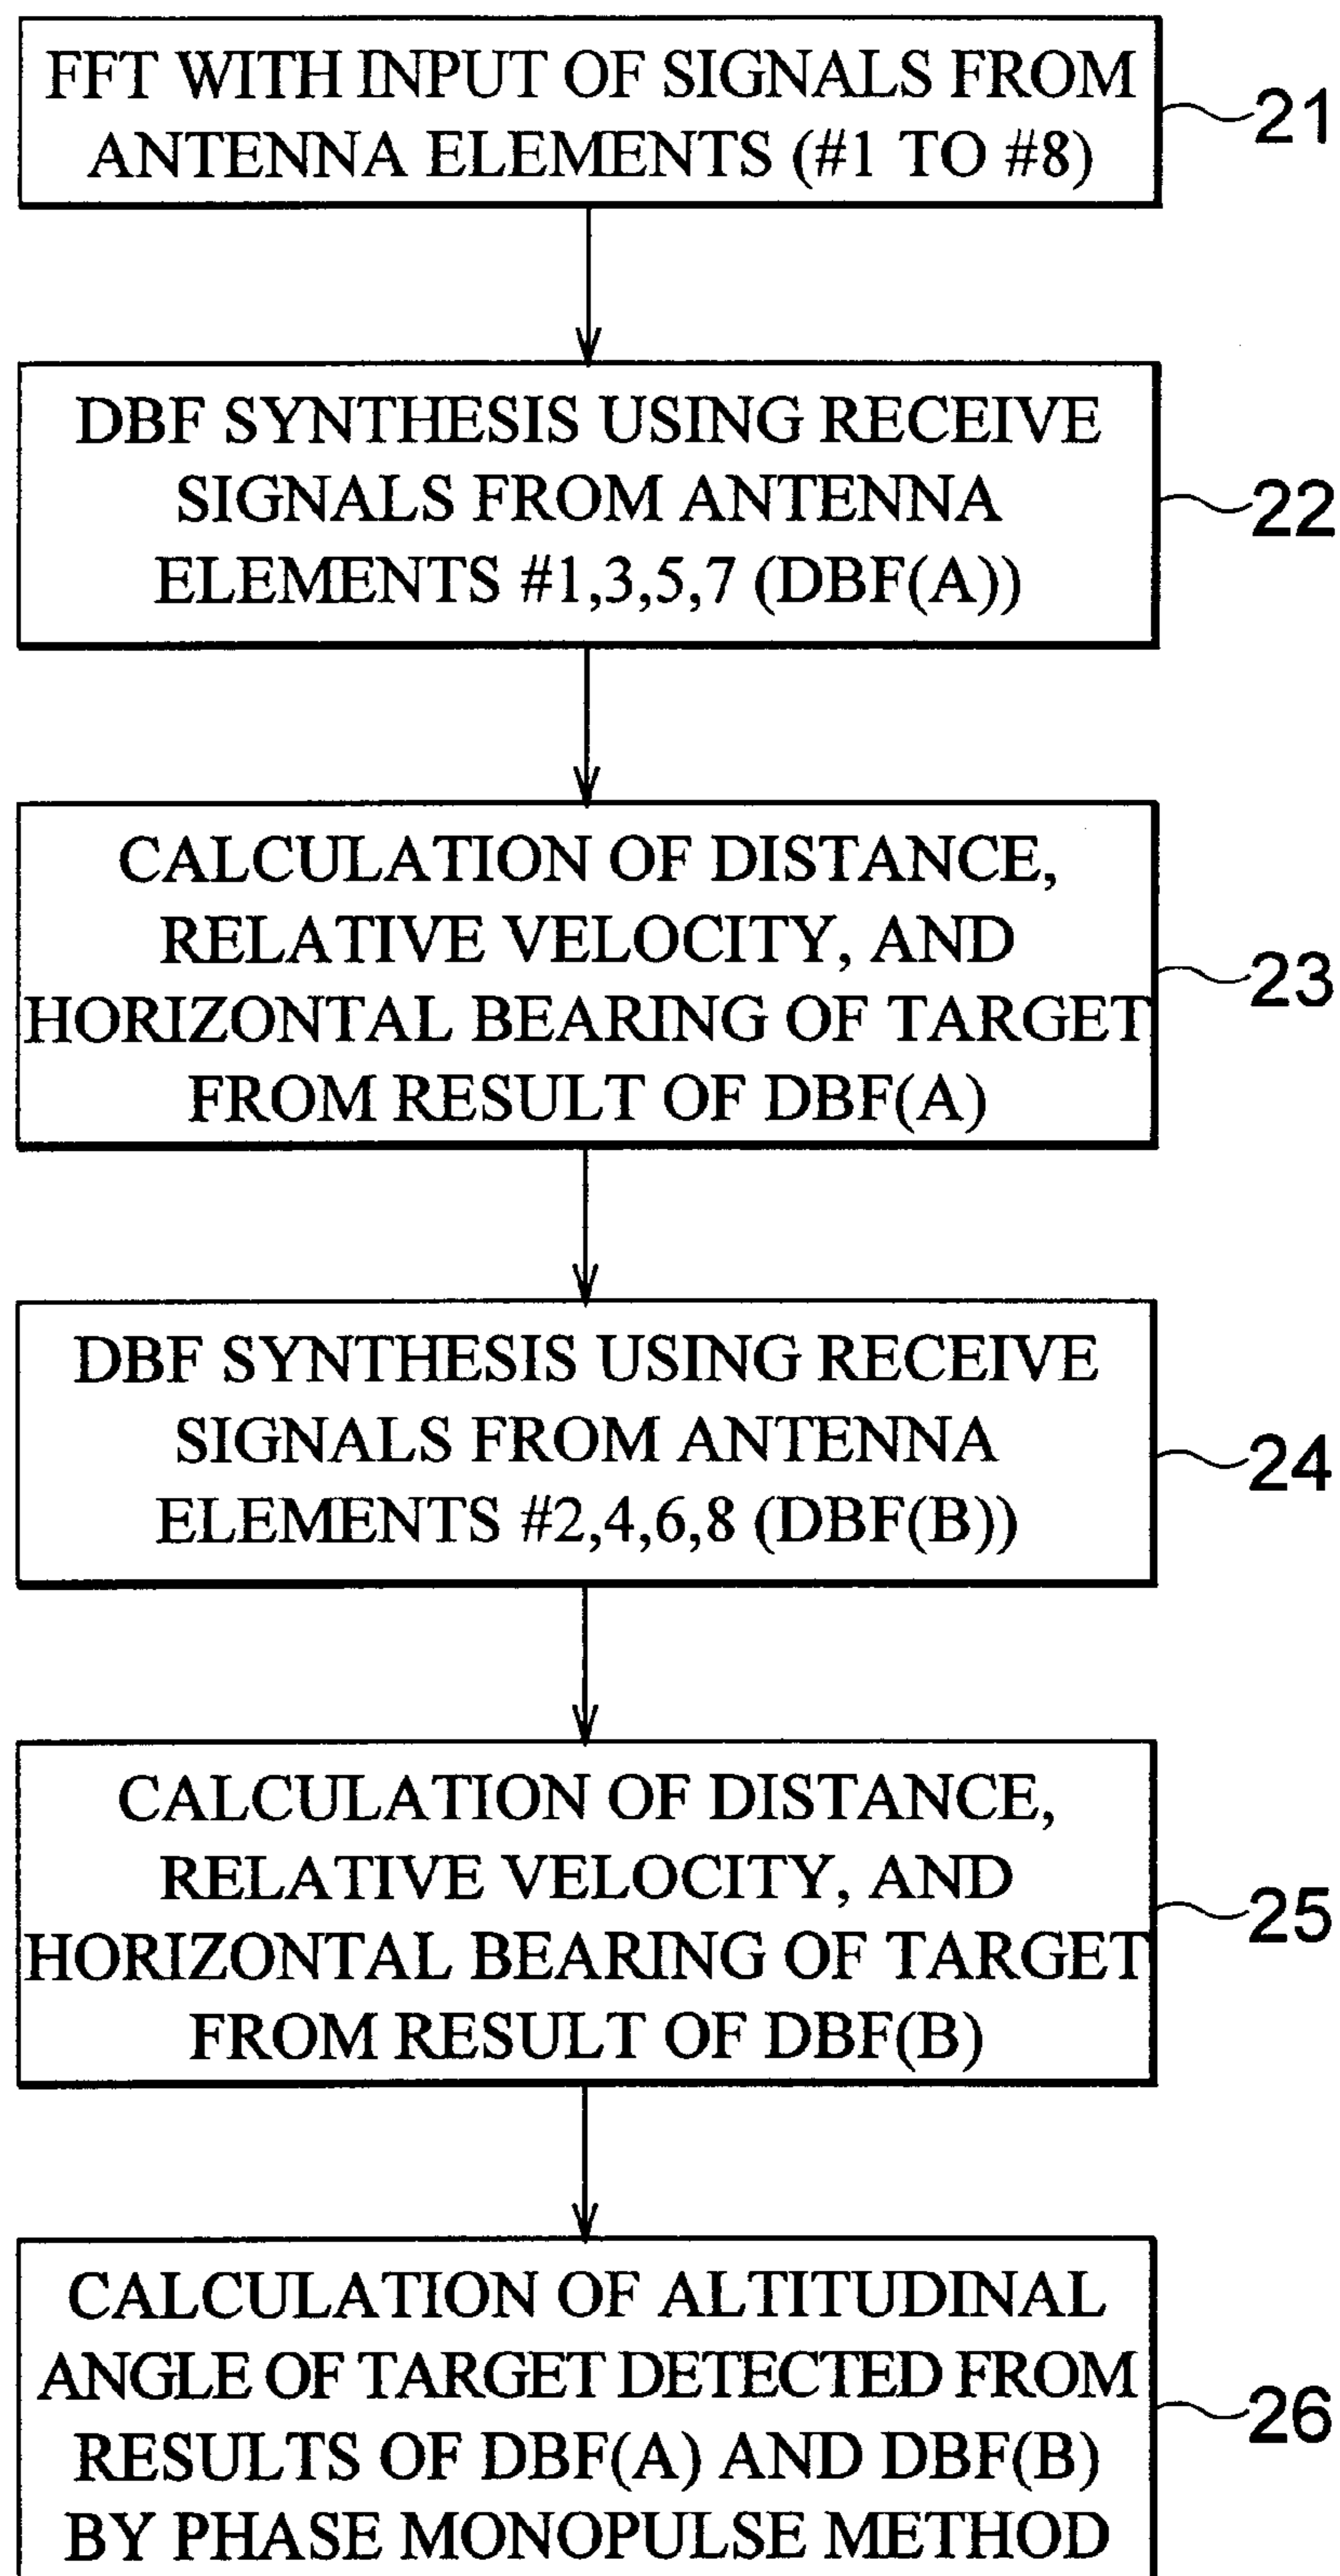 FFT WITH INPUT OF SIGNALS FROM
ANTENNA ELEMENTS (#1 TO #8)
21
DBF SYNTHESIS USING RECEIVE
SIGNALS FROM ANTENNA
ELEMENTS #1,3,5,7 (DBF(A))
22
CALCULATION OF DISTANCE,
RELATIVE VELOCITY, AND
HORIZONTAL BEARING OF TARGET
FROM RESULT OF DBF(A)
23
DBF SYNTHESIS USING RECEIVE
SIGNALS FROM ANTENNA
ELEMENTS #2,4,6,8 (DBF(B))
24
CALCULATION OF DISTANCE,
RELATIVE VELOCITY, AND
HORIZONTAL BEARING OF TARGET
FROM RESULT OF DBF(B)
25
CALCULATION OF ALTITUDINAL
ANGLE OF TARGET DETECTED FROM
RESULTS OF DBF(A) AND DBF(B)
BY PHASE MONOPULSE METHOD
26